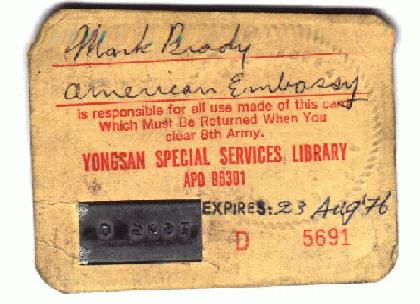 Mark Brady
American Embassy
is responsible for all use made of this card
Which Must Be Returned When You
clear 8th Army.
YONGSAN SPECIAL SERVICES LIBRARY
APO 96301
EXPIRES: 23 Aug '76
D 5691